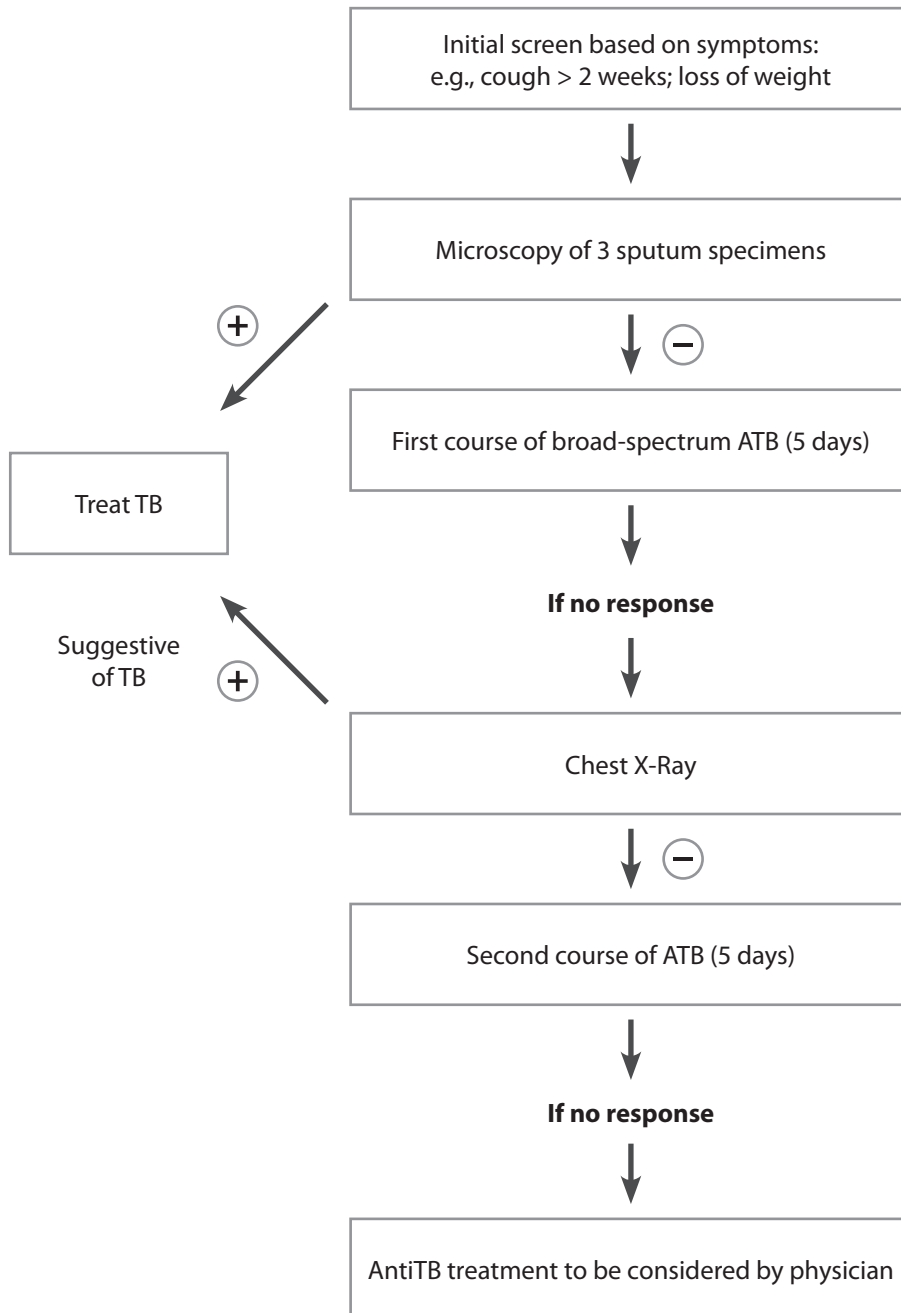 Initial screen based on symptoms:
e.g., cough > 2 weeks; loss of weight
Microscopy of 3 sputum specimens
+
−
First course of broad-spectrum ATB (5 days)
Treat TB
If no response
Suggestive
of TB
+
Chest X-Ray
−
Second course of ATB (5 days)
If no response
AntiTB treatment to be considered by physician